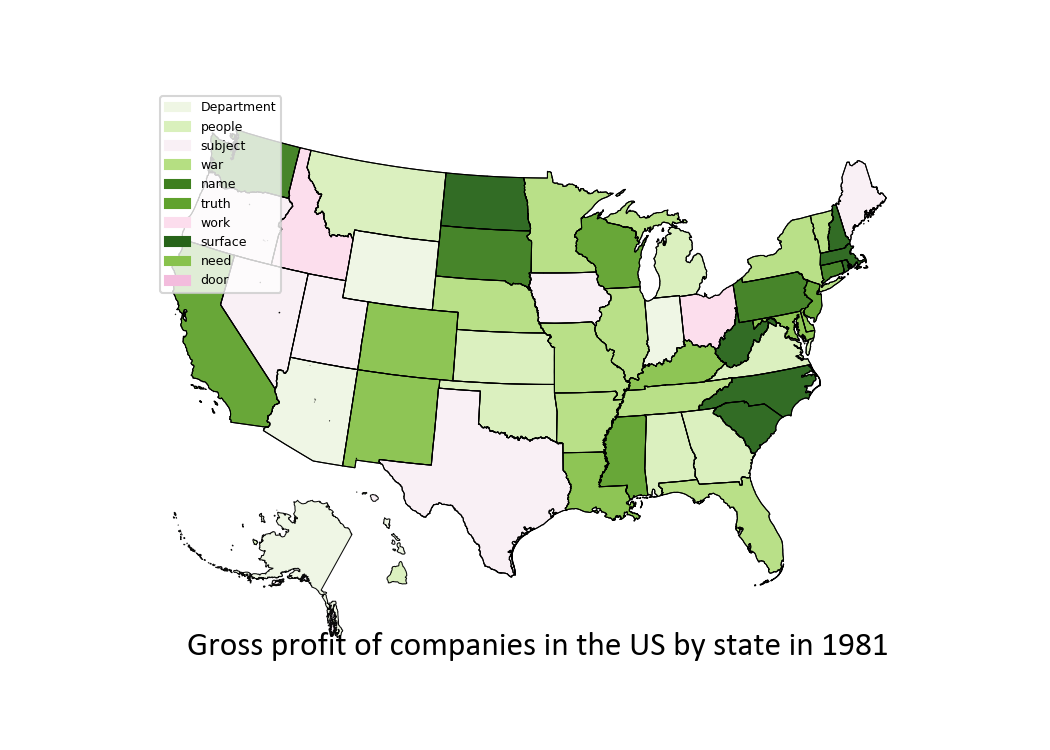 Department
people
subject
war
name
truth
work
surface
need
door
Gross profit of companies in the US by state in 1981